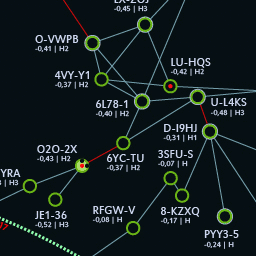 -0,45 | H3
O-VWPB
-0,41 | H2
LU-HQS
-0,42 | H2
4VY-Y1
-0,37 | H2
6L78-1
-0,40 | H2
U-L4KS
-0,48 | H3
D-I9HJ
-0,31 | H1
O2O-2X
-0,43 | H2
6YC-TU
-0,37 | H2
3SFU-S
-0,07 | H
YRA
| H3
JE1-36
-0,52 | H3
RFGW-V
-0,08 | H
8-KZXQ
-0,17 | H
PYY3-5
-0,24 | H